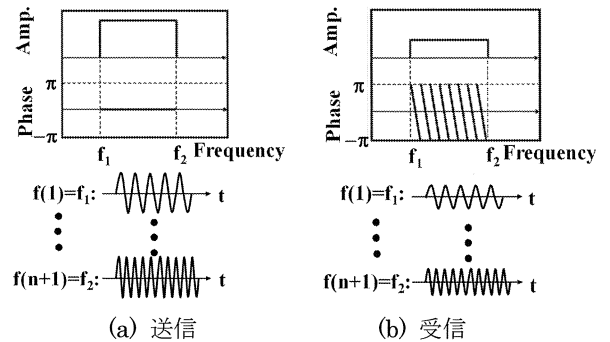 Amp.
π
Phase
−π
f₁ f₂ Frequency
f(1)=f₁: t
f(n+1)=f₂: t
(a) 送信
Amp.
π
Phase
−π
f₁ f₂ Frequency
f(1)=f₁: t
f(n+1)=f₂: t
(b) 受信